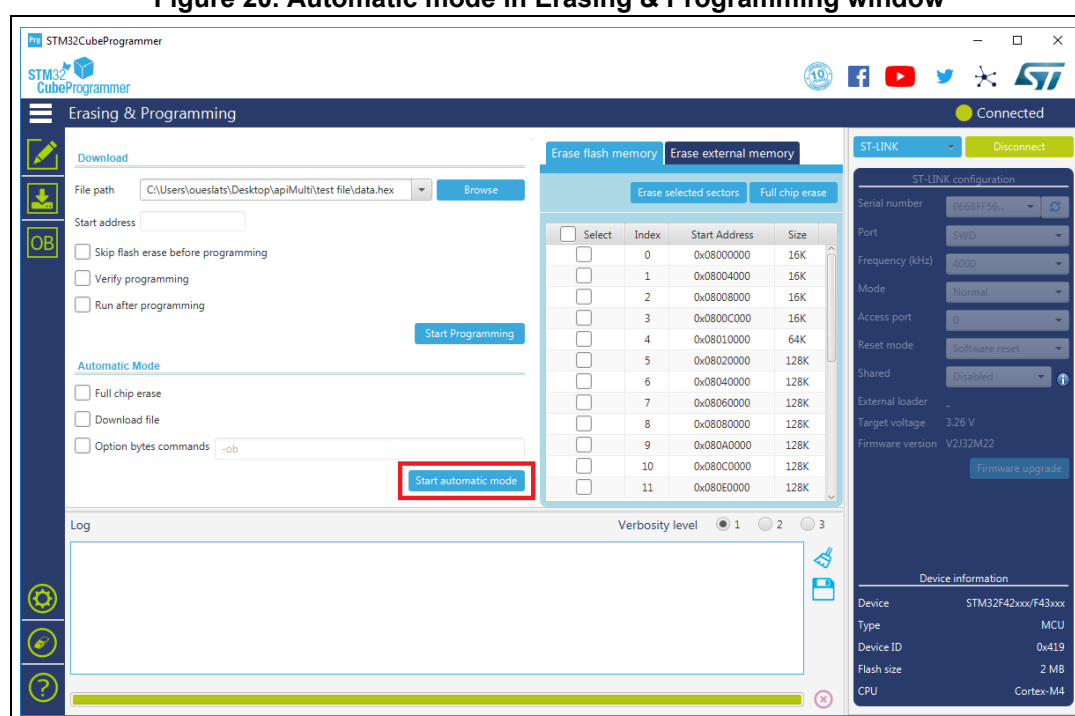 Figure 20. Automatic mode in Erasing & Programming window
Prg STM32CubeProgrammer
STM32
CubeProgrammer
10
Erasing & Programming
Connected
Download
File path C:\Users\oueslats\Desktop\apiMulti\test file\data.hex Browse
Start address
Skip flash erase before programming
Verify programming
Run after programming
Start Programming
Automatic Mode
Full chip erase
Download file
Option bytes commands -ob
Start automatic mode
OB
Erase flash memory Erase external memory
Erase selected sectors Full chip erase
Select Index Start Address Size
0 0x08000000 16K
1 0x08004000 16K
2 0x08008000 16K
3 0x0800C000 16K
4 0x08010000 64K
5 0x08020000 128K
6 0x08040000 128K
7 0x08060000 128K
8 0x08080000 128K
9 0x080A0000 128K
10 0x080C0000 128K
11 0x080E0000 128K
Log Verbosity level 1 2 3
ST-LINK Disconnect
ST-LINK configuration
Serial number 0668FF56...
Port SWD
Frequency (kHz) 4000
Mode Normal
Access port 0
Reset mode Software reset
Shared Disabled
External loader _
Target voltage 3.26 V
Firmware version V2J32M22
Firmware upgrade
Device information
Device STM32F42xxx/F43xxx
Type MCU
Device ID 0x419
Flash size 2 MB
CPU Cortex-M4